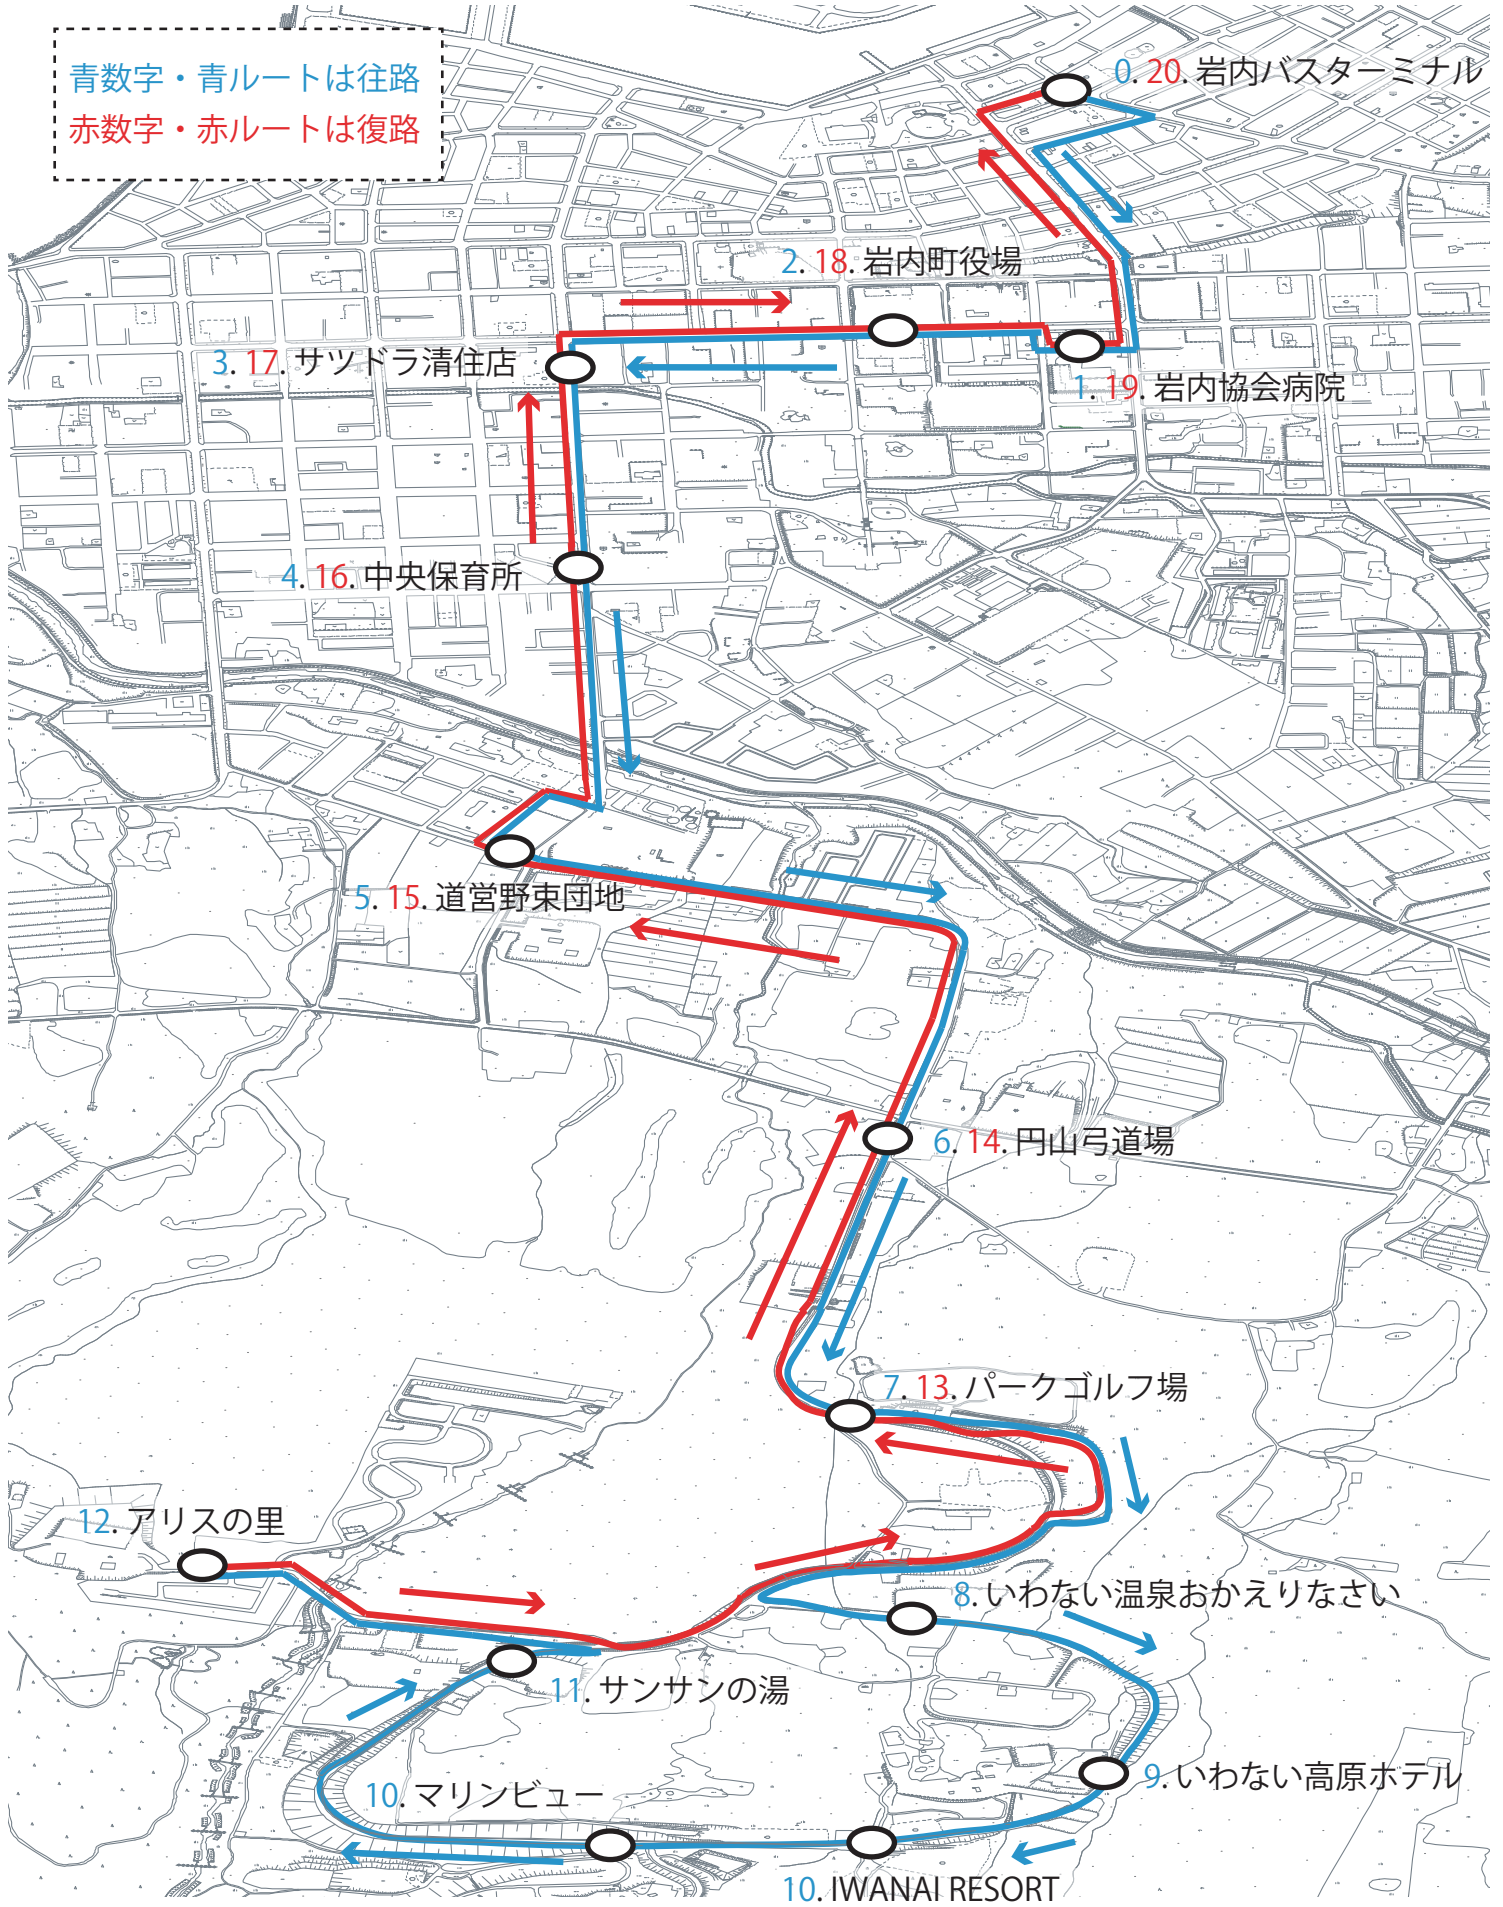 青数字・青ルートは往路
赤数字・赤ルートは復路
0. 20. 岩内バスターミナル
2. 18. 岩内町役場
3. 17. サツドラ清住店
1. 19. 岩内協会病院
4. 16. 中央保育所
5. 15. 道営野束団地
6. 14. 円山弓道場
7. 13. パークゴルフ場
12. アリスの里
8. いわない温泉おかえりなさい
11. サンサンの湯
9. いわない高原ホテル
10. マリンビュー
10. IWANAI RESORT